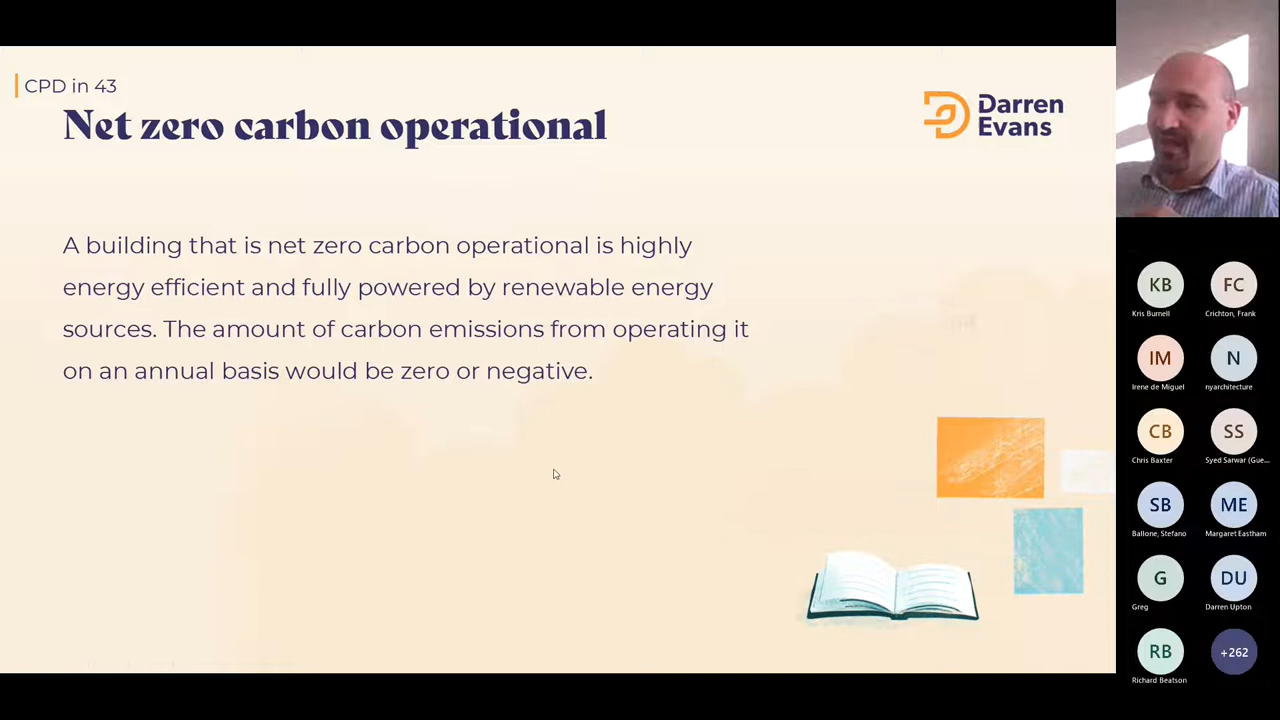 CPD in 43
Net zero carbon operational
Darren
Evans
A building that is net zero carbon operational is highly
energy efficient and fully powered by renewable energy
sources. The amount of carbon emissions from operating it
on an annual basis would be zero or negative.
KB
FC
Kris Burnell
Crichton, Frank
IM
N
Irene de Miguel
nyarchitecture
CB
SS
Chris Baxter
Syed Sarwar (Gue...
SB
ME
Ballone, Stefano
Margaret Eastham
G
DU
Greg
Darren Upton
RB
+262
Richard Beatson